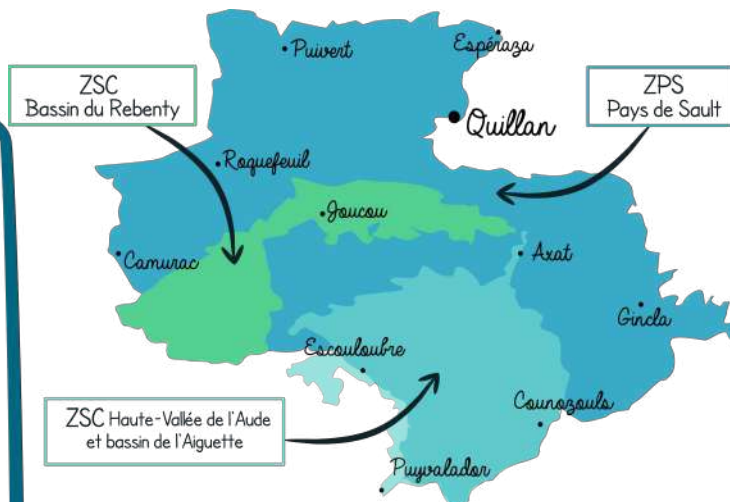 Puivert
Espéraza
ZSC
Bassin du Rebenty
ZPS
Pays de Sault
Quillan
Roquefeuil
Joucou
Camurac
Axat
Gincla
Escouloubre
ZSC Haute-Vallée de l'Aude
et bassin de l'Aiguette
Counozouls
Puyvalador